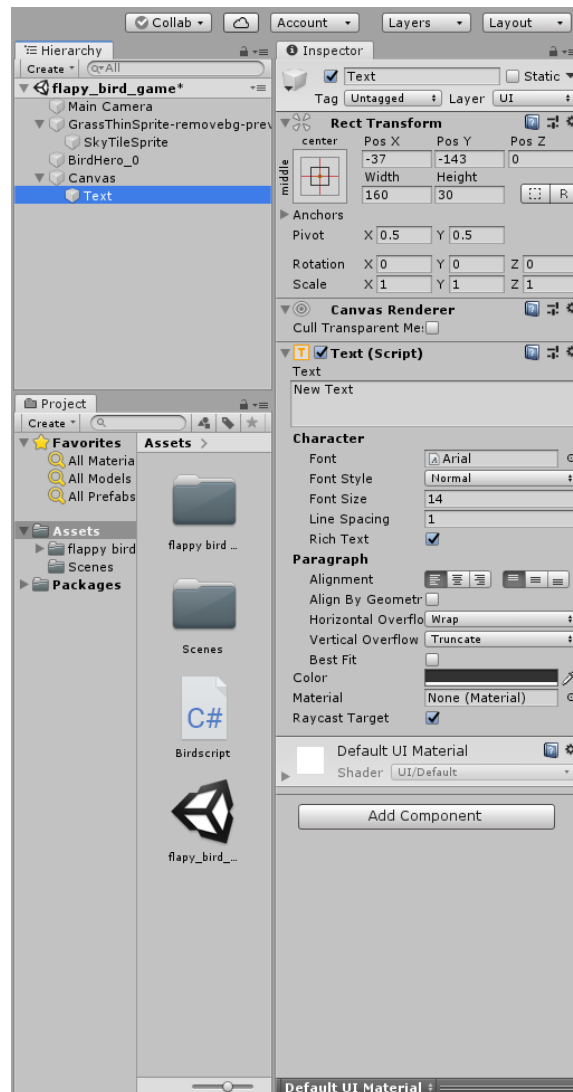 Collab
Account
Layers
Layout
Hierarchy
Create
All
flapy_bird_game*
Main Camera
GrassThinSprite-removebg-prev
SkyTileSprite
BirdHero_0
Canvas
Text
Inspector
Text
Static
Tag Untagged Layer UI
Rect Transform
center Pos X Pos Y Pos Z
middle
-37 -143 0
Width Height
160 30
R
Anchors
Pivot X 0.5 Y 0.5
Rotation X 0 Y 0 Z 0
Scale X 1 Y 1 Z 1
Canvas Renderer
Cull Transparent Me
Text (Script)
Text
New Text
Character
Font Arial
Font Style Normal
Font Size 14
Line Spacing 1
Rich Text
Paragraph
Alignment
Align By Geometr
Horizontal Overflo Wrap
Vertical Overflow Truncate
Best Fit
Color
Material None (Material)
Raycast Target
Default UI Material
Shader UI/Default
Add Component
Default UI Material
Project
Create
Favorites
All Materia
All Models
All Prefabs
Assets
flappy bird
Scenes
Packages
Assets >
flappy bird ...
Scenes
C#
Birdscript
flapy_bird_...